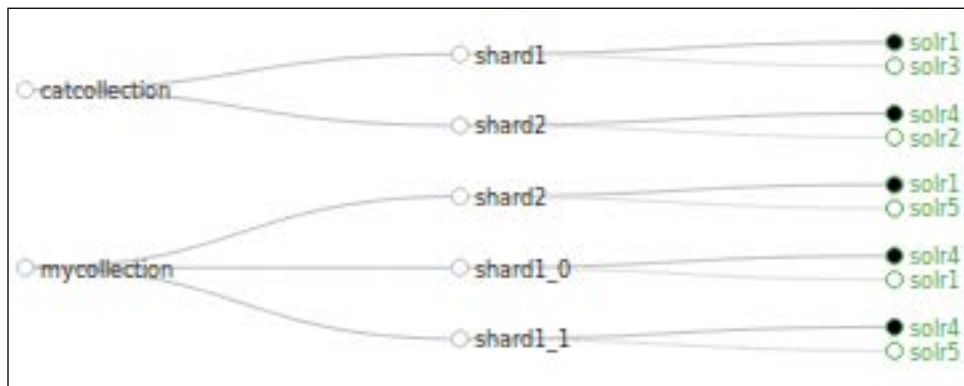 catcollection
shard1
solr1
solr3
shard2
solr4
solr2
mycollection
shard2
solr1
solr5
shard1_0
solr4
solr1
shard1_1
solr4
solr5